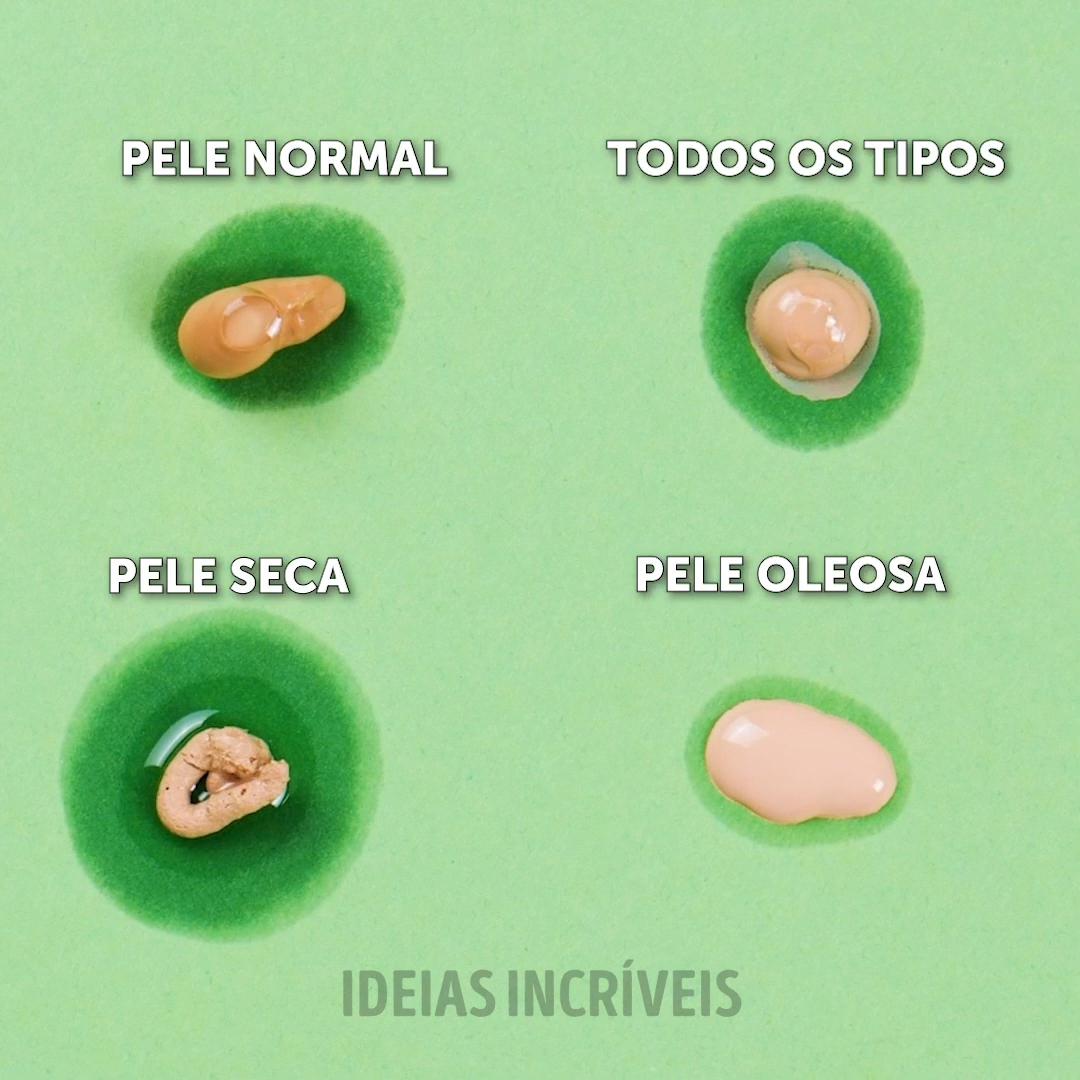 PELE NORMAL
TODOS OS TIPOS
PELE SECA
PELE OLEOSA
IDEIAS INCRÍVEIS